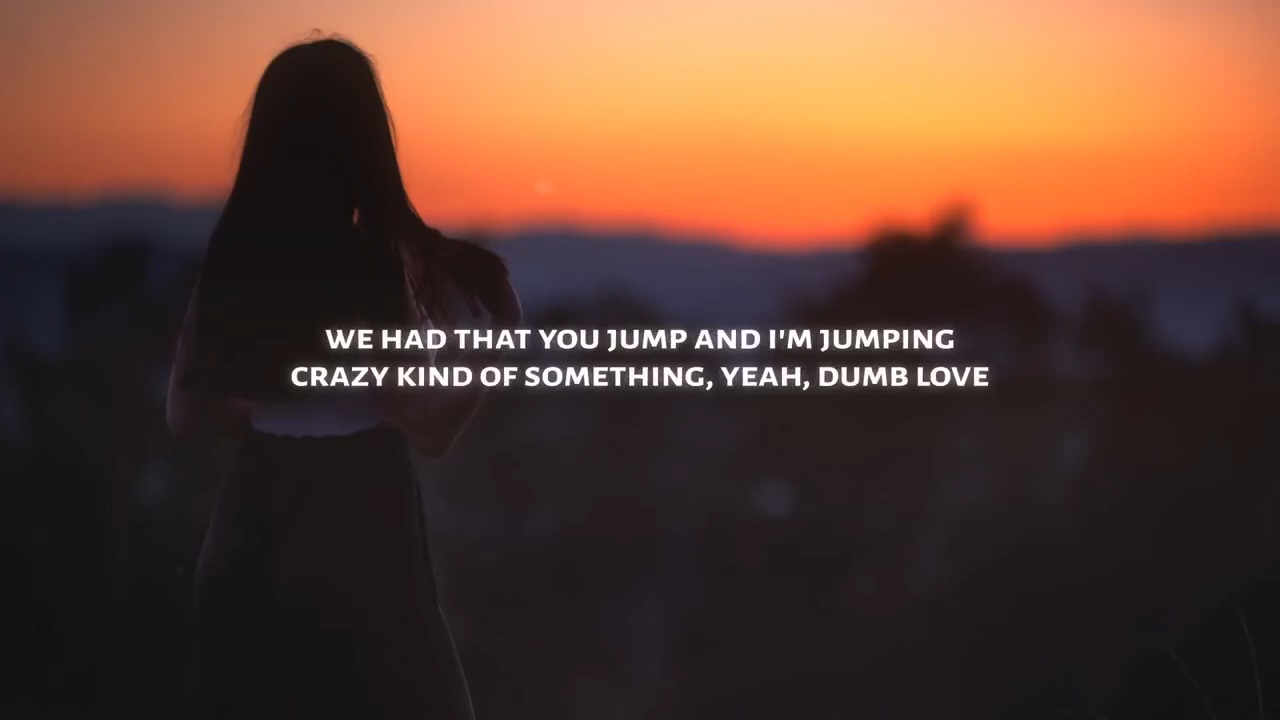 WE HAD THAT YOU JUMP AND I'M JUMPING
CRAZY KIND OF SOMETHING, YEAH, DUMB LOVE